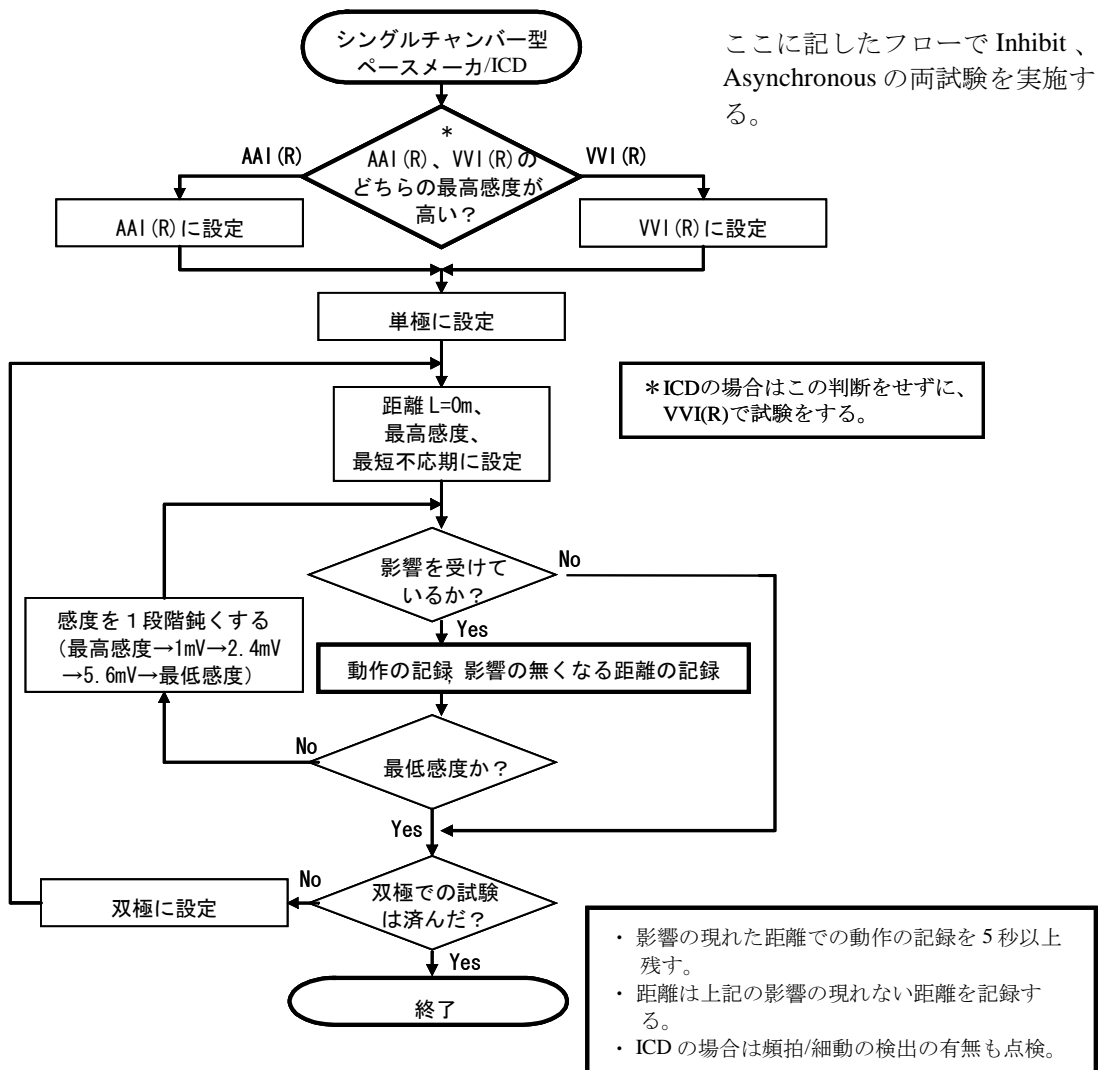 シングルチャンバー型
ペースメーカ/ICD
ここに記したフローで Inhibit 、
Asynchronous の両試験を実施す
る。
*
AAI(R) 、VVI(R)の
どちらの最高感度が
高い？
AAI(R)
VVI(R)
AAI(R)に設定
VVI(R)に設定
単極に設定
＊ICDの場合はこの判断をせずに、
VVI(R)で試験をする。
距離 L=0m、
最高感度、
最短不応期に設定
影響を受けて
いるか？
No
Yes
感度を１段階鈍くする
（最高感度→1mV→2.4mV
→5.6mV→最低感度）
動作の記録, 影響の無くなる距離の記録
最低感度か？
No
Yes
双極での試験
は済んだ？
No
双極に設定
Yes
終了
・ 影響の現れた距離での動作の記録を 5 秒以上
残す。
・ 距離は上記の影響の現れない距離を記録す
る。
・ ICD の場合は頻拍/細動の検出の有無も点検。